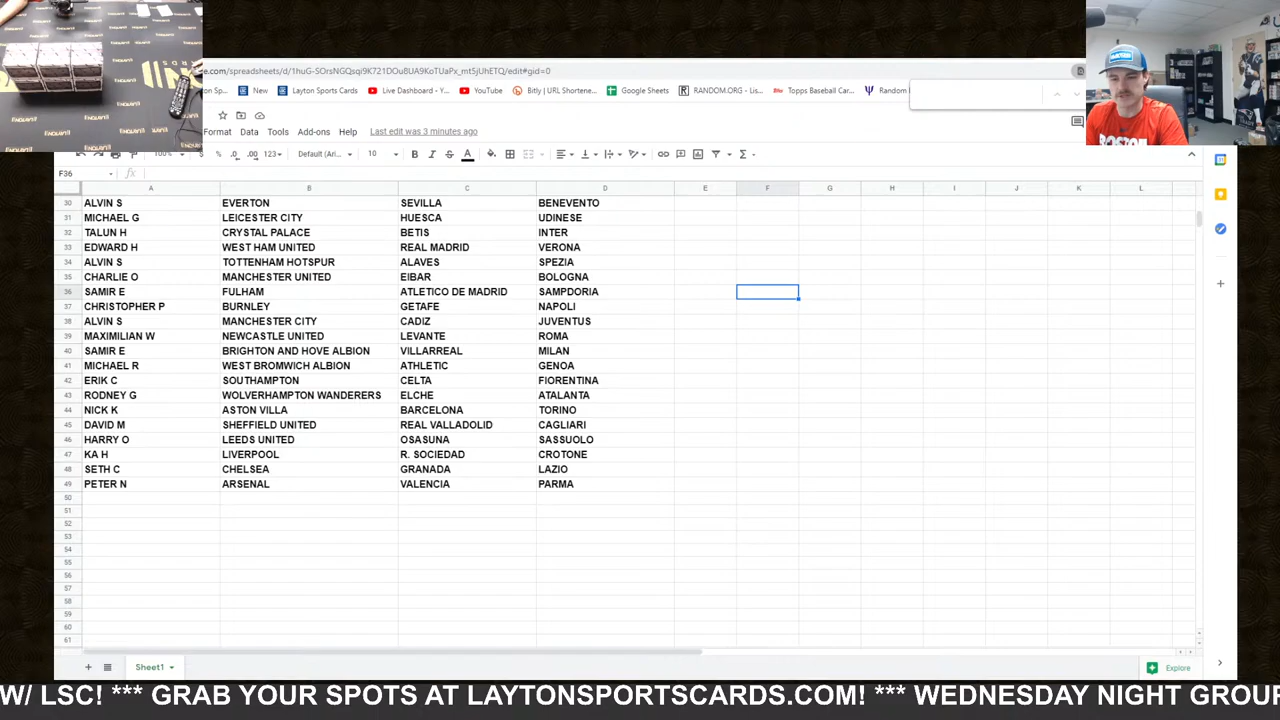 e.com/spreadsheets/d/1huG-SOrsNGQsqi9K721DOu8UA9KoTUaPx_mt5jUhETQ/edit#gid=0
on Sp... New Layton Sports Cards Live Dashboard - Y... YouTube Bitly | URL Shortene... Google Sheets RANDOM.ORG - Lis... Topps Baseball Car... Random
Format Data Tools Add-ons Help Last edit was 3 minutes ago
100% % .0 .00 123 Default (Ari... 10 B I S A
F36 fx
A B C D E F G H I J K L
30 ALVIN S EVERTON SEVILLA BENEVENTO
31 MICHAEL G LEICESTER CITY HUESCA UDINESE
32 TALUN H CRYSTAL PALACE BETIS INTER
33 EDWARD H WEST HAM UNITED REAL MADRID VERONA
34 ALVIN S TOTTENHAM HOTSPUR ALAVES SPEZIA
35 CHARLIE O MANCHESTER UNITED EIBAR BOLOGNA
36 SAMIR E FULHAM ATLETICO DE MADRID SAMPDORIA
37 CHRISTOPHER P BURNLEY GETAFE NAPOLI
38 ALVIN S MANCHESTER CITY CADIZ JUVENTUS
39 MAXIMILIAN W NEWCASTLE UNITED LEVANTE ROMA
40 SAMIR E BRIGHTON AND HOVE ALBION VILLARREAL MILAN
41 MICHAEL R WEST BROMWICH ALBION ATHLETIC GENOA
42 ERIK C SOUTHAMPTON CELTA FIORENTINA
43 RODNEY G WOLVERHAMPTON WANDERERS ELCHE ATALANTA
44 NICK K ASTON VILLA BARCELONA TORINO
45 DAVID M SHEFFIELD UNITED REAL VALLADOLID CAGLIARI
46 HARRY O LEEDS UNITED OSASUNA SASSUOLO
47 KA H LIVERPOOL R. SOCIEDAD CROTONE
48 SETH C CHELSEA GRANADA LAZIO
49 PETER N ARSENAL VALENCIA PARMA
50
51
52
53
54
55
56
57
58
59
60
61
Sheet1
Explore
W/ LSC! *** GRAB YOUR SPOTS AT LAYTONSPORTSCARDS.COM! *** WEDNESDAY NIGHT GROUP